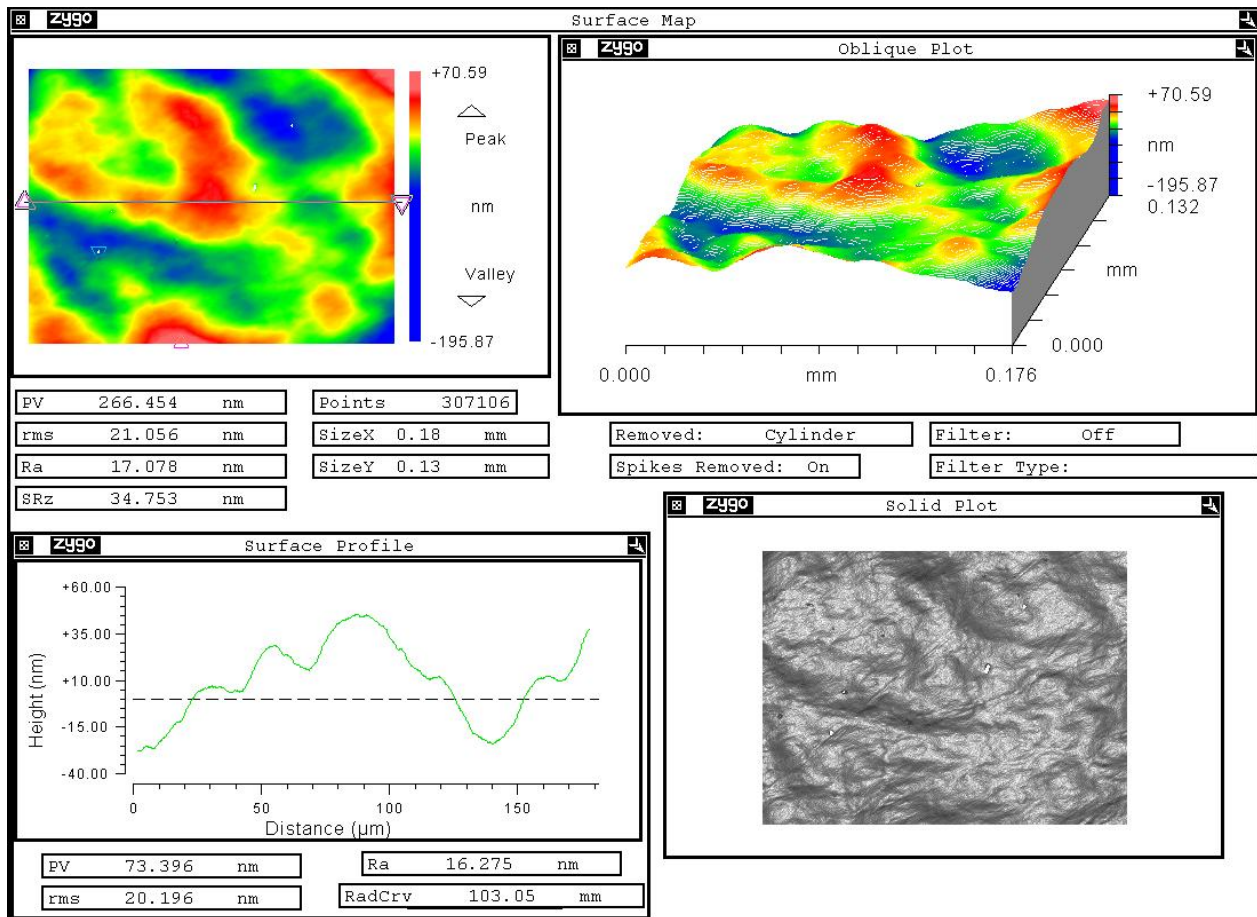 zygo Surface Map
+70.59
Peak
nm
Valley
-195.87
zygo Oblique Plot
+70.59
nm
-195.87
0.132
mm
0.000
0.000 mm 0.176
PV 266.454 nm
rms 21.056 nm
Ra 17.078 nm
SRz 34.753 nm
Points 307106
SizeX 0.18 mm
SizeY 0.13 mm
Removed: Cylinder
Filter: Off
Spikes Removed: On
Filter Type:
zygo Surface Profile
+60.00
+35.00
+10.00
-15.00
-40.00
Height (nm)
0 50 100 150
Distance (µm)
PV 73.396 nm
rms 20.196 nm
Ra 16.275 nm
RadCrv 103.05 mm
zygo Solid Plot